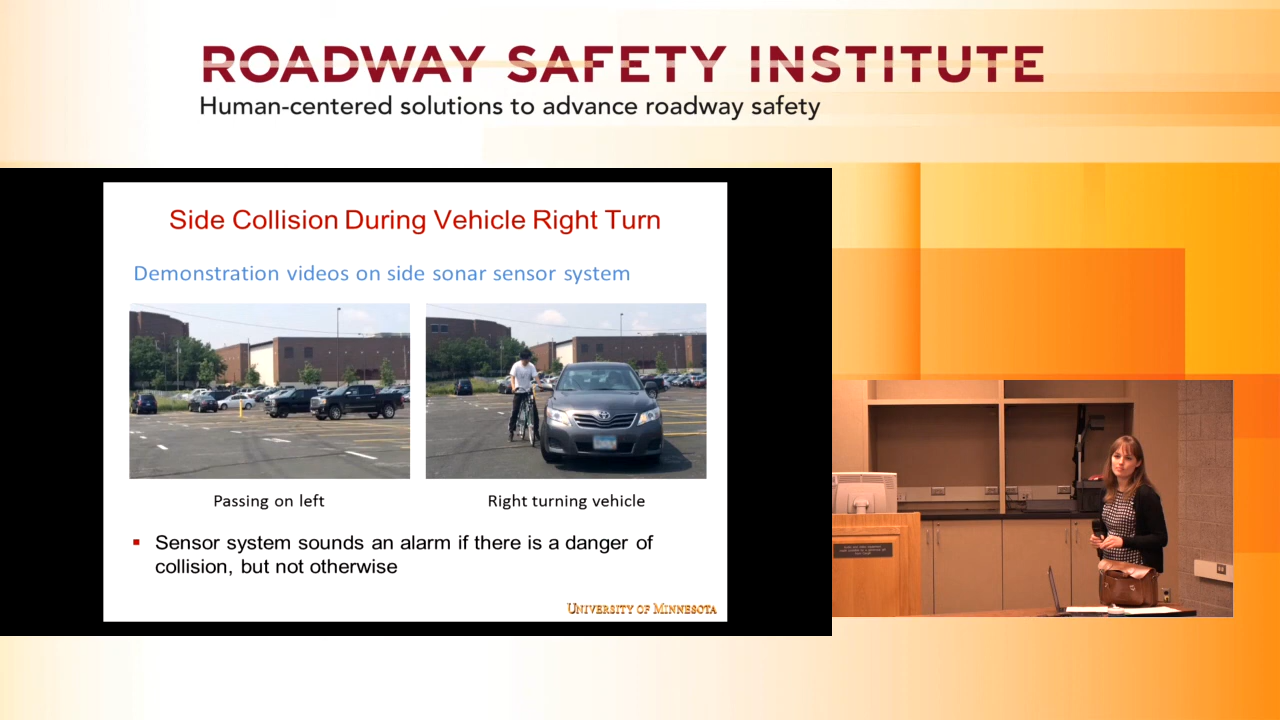 ROADWAY SAFETY INSTITUTE
Human-centered solutions to advance roadway safety
Side Collision During Vehicle Right Turn
Demonstration videos on side sonar sensor system
Passing on left
Right turning vehicle
Sensor system sounds an alarm if there is a danger of
collision, but not otherwise
UNIVERSITY OF MINNESOTA